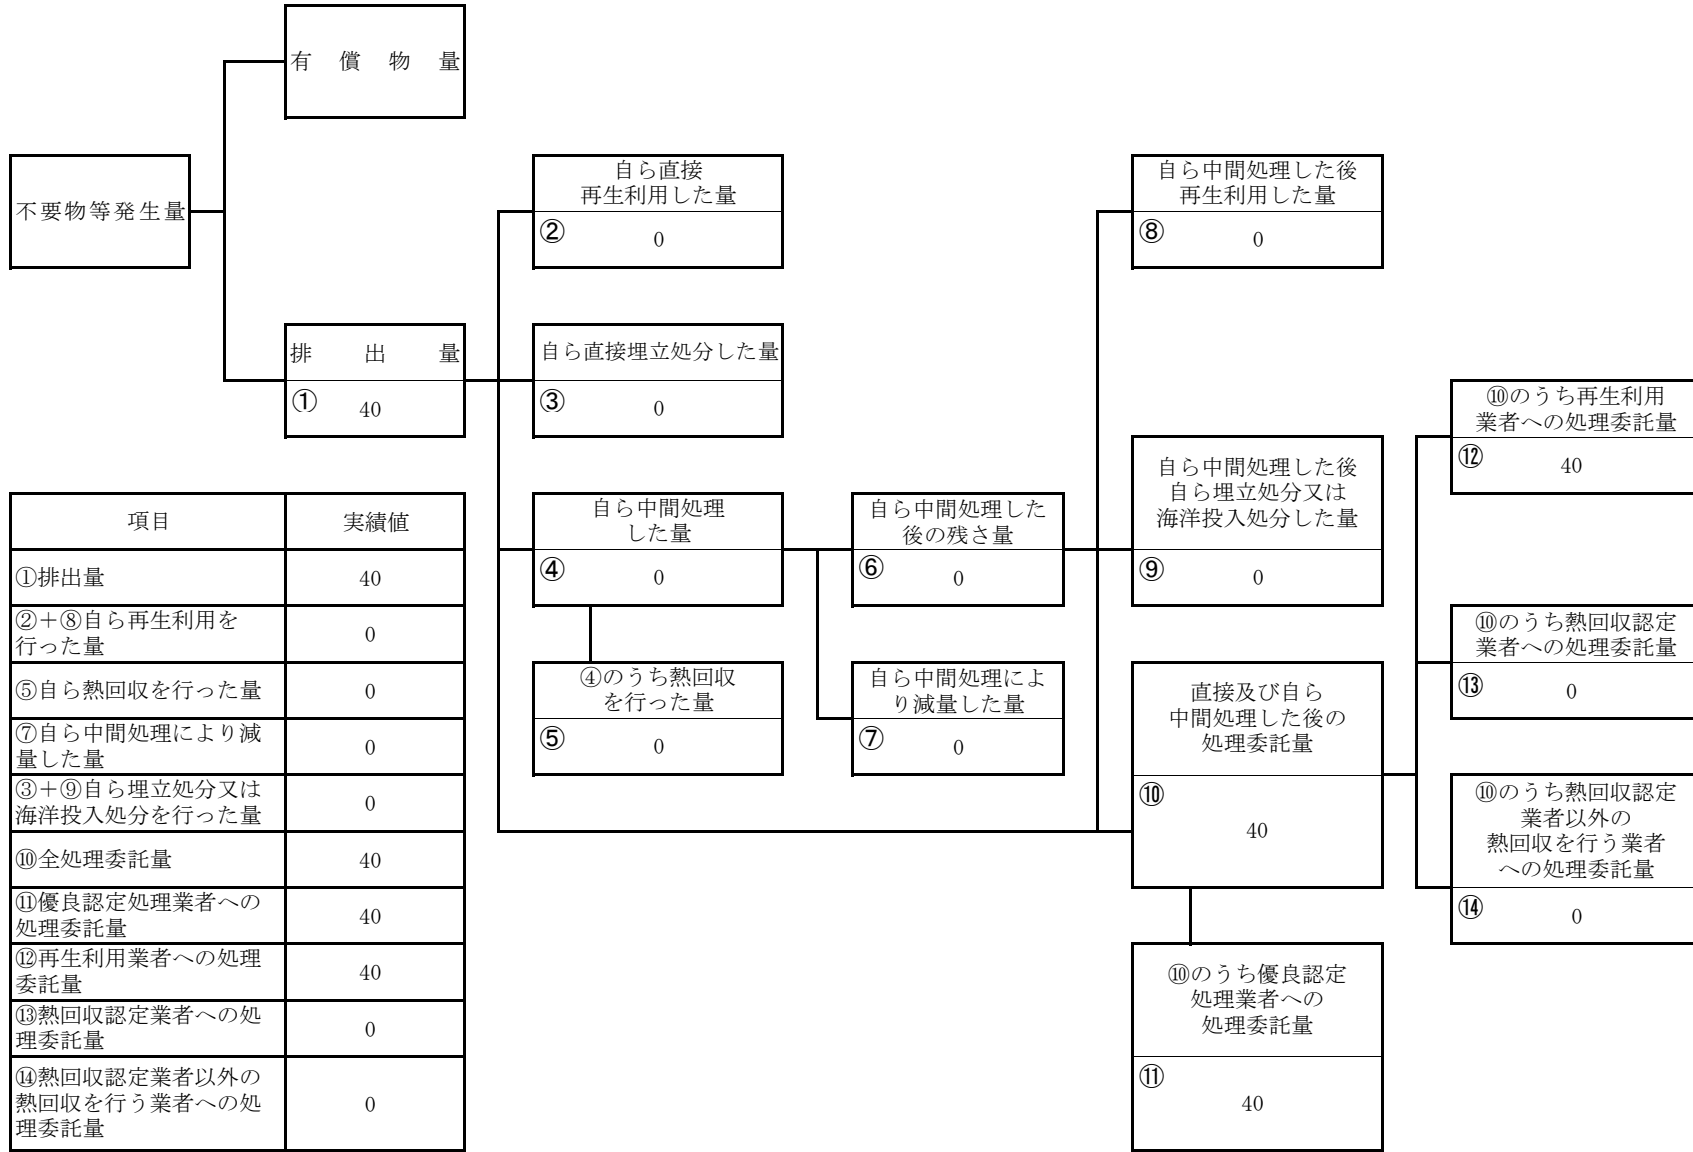 有償物量
不要物等発生量
排出量
① 40
自ら直接
再生利用した量
② 0
自ら直接埋立処分した量
③ 0
自ら中間処理
した量
④ 0
④のうち熱回収
を行った量
⑤ 0
自ら中間処理した
後の残さ量
⑥ 0
自ら中間処理によ
り減量した量
⑦ 0
自ら中間処理した後
再生利用した量
⑧ 0
自ら中間処理した後
自ら埋立処分又は
海洋投入処分した量
⑨ 0
直接及び自ら
中間処理した後の
処理委託量
⑩ 40
⑩のうち優良認定
処理業者への
処理委託量
⑪ 40
⑩のうち再生利用
業者への処理委託量
⑫ 40
⑩のうち熱回収認定
業者への処理委託量
⑬ 0
⑩のうち熱回収認定
業者以外の
熱回収を行う業者
への処理委託量
⑭ 0
項目 実績値
①排出量 40
②＋⑧自ら再生利用を
行った量 0
⑤自ら熱回収を行った量 0
⑦自ら中間処理により減
量した量 0
③＋⑨自ら埋立処分又は
海洋投入処分を行った量 0
⑩全処理委託量 40
⑪優良認定処理業者への
処理委託量 40
⑫再生利用業者への処理
委託量 40
⑬熱回収認定業者への処
理委託量 0
⑭熱回収認定業者以外の
熱回収を行う業者への処
理委託量 0